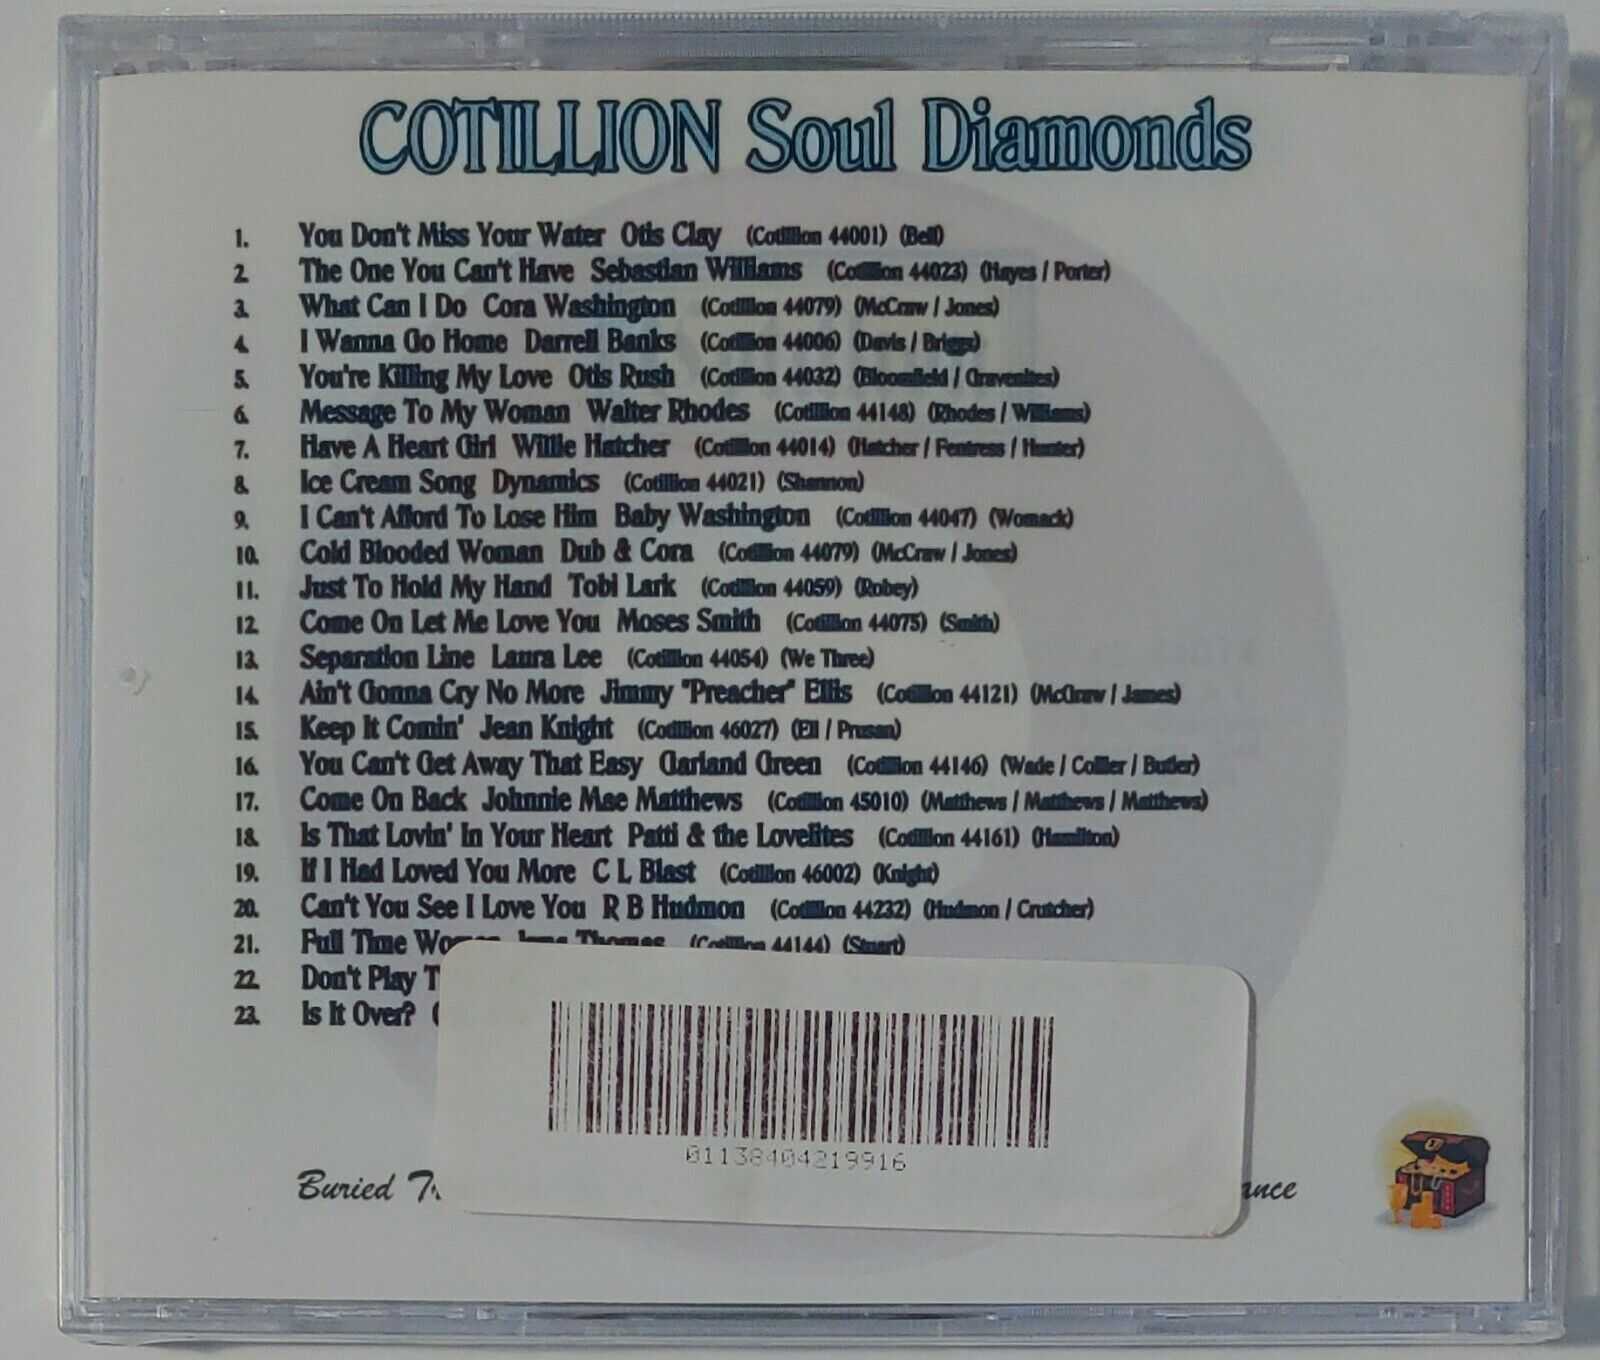 COTILLION Soul Diamonds
1. You Don't Miss Your Water Otis Clay (Cotillion 44001) (Bell)
2. The One You Can't Have Sebastian Williams (Cotillion 44023) (Hayes / Porter)
3. What Can I Do Cora Washington (Cotillion 44079) (McCraw / Jones)
4. I Wanna Go Home Darrell Banks (Cotillion 44006) (Davis / Briggs)
5. You're Killing My Love Otis Rush (Cotillion 44032) (Bloomfield / Gravenites)
6. Message To My Woman Walter Rhodes (Cotillion 44148) (Rhodes / Williams)
7. Have A Heart Girl Willie Hatcher (Cotillion 44014) (Hatcher / Fentress / Hunter)
8. Ice Cream Song Dynamics (Cotillion 44021) (Shannon)
9. I Can't Afford To Lose Him Baby Washington (Cotillion 44047) (Womack)
10. Cold Blooded Woman Dub & Cora (Cotillion 44079) (McCraw / Jones)
11. Just To Hold My Hand Tobi Lark (Cotillion 44059) (Robey)
12. Come On Let Me Love You Moses Smith (Cotillion 44075) (Smith)
13. Separation Line Laura Lee (Cotillion 44054) (We Three)
14. Ain't Gonna Cry No More Jimmy "Preacher" Ellis (Cotillion 44121) (McGraw / James)
15. Keep It Comin' Jean Knight (Cotillion 46027) (Ell / Prusan)
16. You Can't Get Away That Easy Garland Green (Cotillion 44146) (Wade / Collier / Butler)
17. Come On Back Johnnie Mae Matthews (Cotillion 45010) (Matthews / Matthews / Matthews)
18. Is That Lovin' In Your Heart Patti & the Lovelites (Cotillion 44161) (Hamilton)
19. If I Had Loved You More C L Blast (Cotillion 46002) (Knight)
20. Can't You See I Love You R B Hudmon (Cotillion 44232) (Hudmon / Crutcher)
21. Full Time Woman Irma Thomas (Cotillion 44144) (Stuart)
22. Don't Play T
23. Is It Over?
01138404219916
Buried